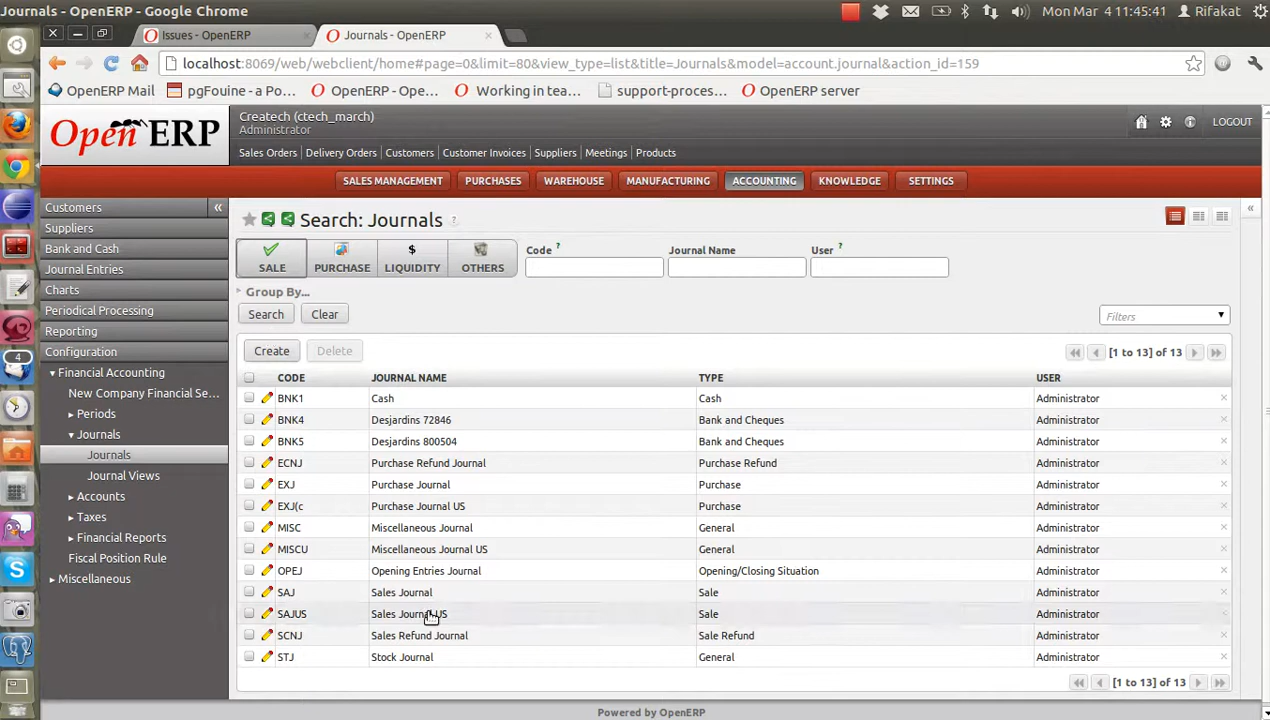 Journals - OpenERP - Google Chrome
Mon Mar 4 11:45:41
Rifakat
Issues - OpenERP
Journals - OpenERP
localhost:8069/web/webclient/home#page=0&limit=80&view_type=list&title=Journals&model=account.journal&action_id=159
OpenERP Mail
pgFouine - a Po...
OpenERP - Ope...
Working in tea...
support-proces...
OpenERP server
Open ERP
Createch (ctech_march)
Administrator
LOGOUT
Sales Orders
Delivery Orders
Customers
Customer Invoices
Suppliers
Meetings
Products
SALES MANAGEMENT
PURCHASES
WAREHOUSE
MANUFACTURING
ACCOUNTING
KNOWLEDGE
SETTINGS
Customers
«
Suppliers
Bank and Cash
Journal Entries
Charts
Periodical Processing
Reporting
Configuration
Financial Accounting
New Company Financial Se...
Periods
Journals
Journals
Journal Views
Accounts
Taxes
Financial Reports
Fiscal Position Rule
Miscellaneous
4
Search: Journals ?
«
SALE
PURCHASE
$ LIQUIDITY
OTHERS
Code ?
Journal Name
User ?
Group By...
Search
Clear
Filters
Create
Delete
[1 to 13] of 13
CODE JOURNAL NAME TYPE USER
BNK1 Cash Cash Administrator
BNK4 Desjardins 72846 Bank and Cheques Administrator
BNK5 Desjardins 800504 Bank and Cheques Administrator
ECNJ Purchase Refund Journal Purchase Refund Administrator
EXJ Purchase Journal Purchase Administrator
EXJ(c Purchase Journal US Purchase Administrator
MISC Miscellaneous Journal General Administrator
MISCU Miscellaneous Journal US General Administrator
OPEJ Opening Entries Journal Opening/Closing Situation Administrator
SAJ Sales Journal Sale Administrator
SAJUS Sales Journal US Sale Administrator
SCNJ Sales Refund Journal Sale Refund Administrator
STJ Stock Journal General Administrator
[1 to 13] of 13
Powered by OpenERP